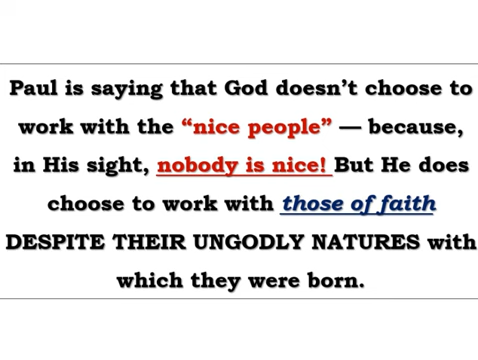 Paul is saying that God doesn’t choose to
work with the “nice people” — because,
in His sight, nobody is nice! But He does
choose to work with those of faith
DESPITE THEIR UNGODLY NATURES with
which they were born.